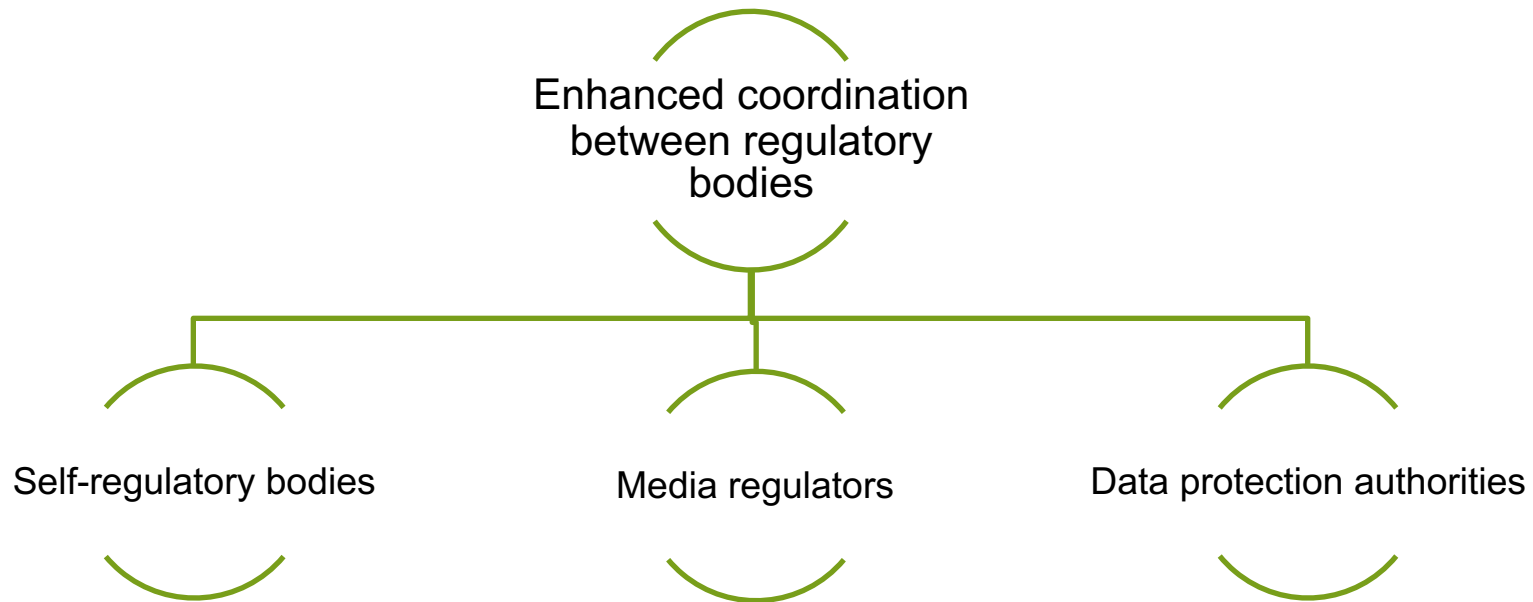 Enhanced coordination
between regulatory
bodies
Self-regulatory bodies
Media regulators
Data protection authorities